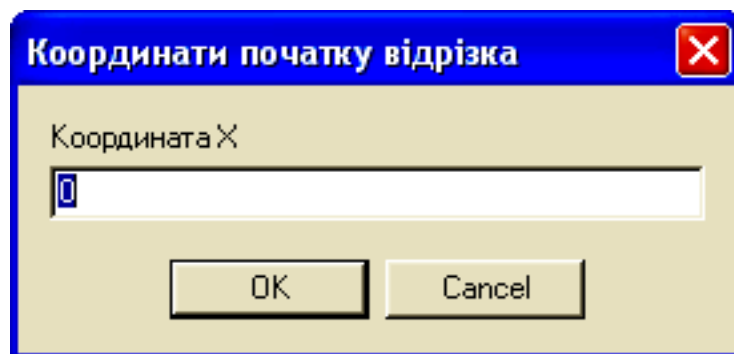 Координати початку відрізка
Координата X
0
OK
Cancel